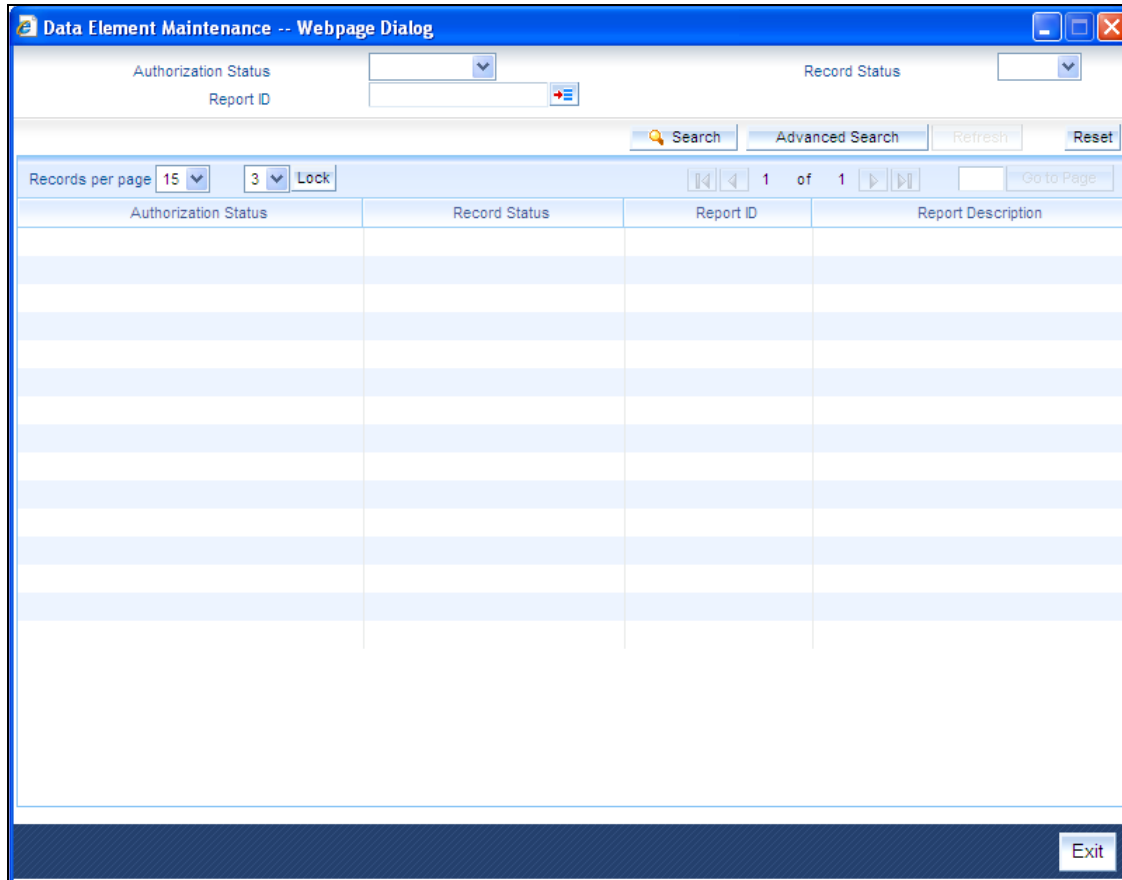 Data Element Maintenance -- Webpage Dialog
Authorization Status Record Status
Report ID
Search Advanced Search Refresh Reset
Records per page 15 3 Lock 1 of 1 Go to Page
Authorization Status Record Status Report ID Report Description
Exit